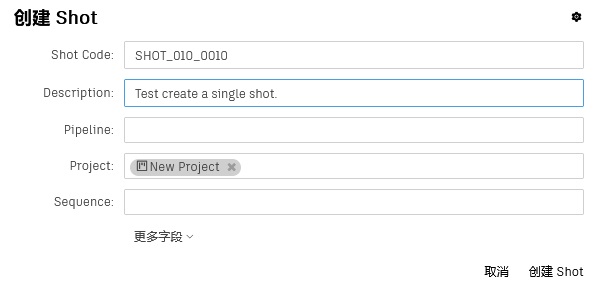 创建 Shot
Shot Code: SHOT_010_0010
Description: Test create a single shot.
Pipeline:
Project: New Project
Sequence:
更多字段
取消 创建 Shot